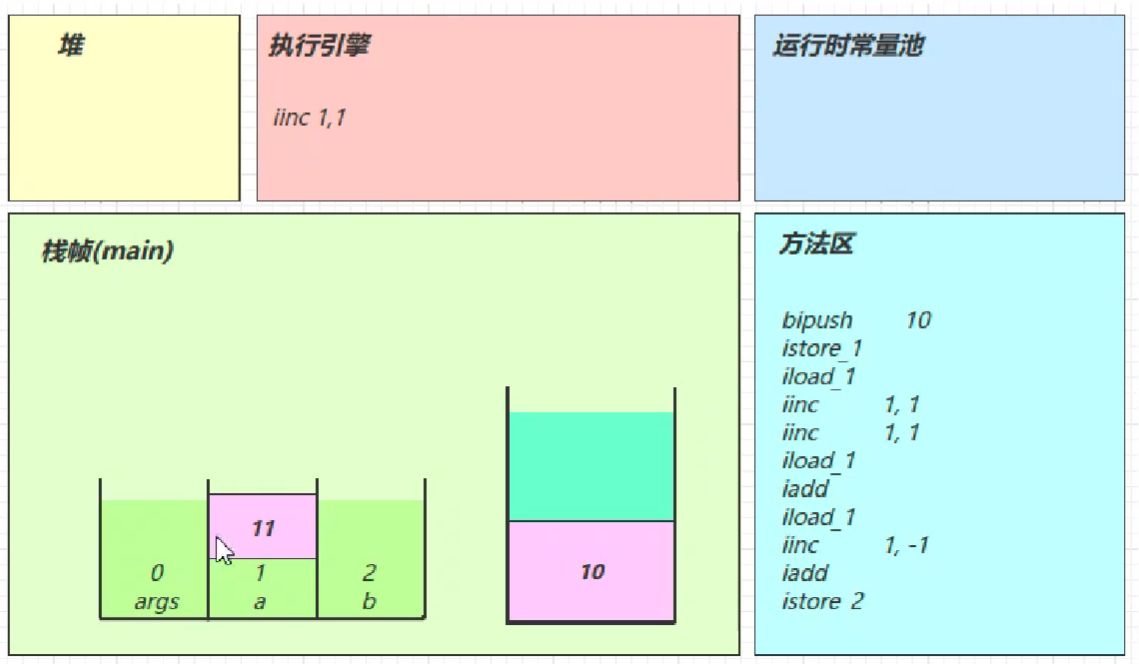 堆
执行引擎
iinc 1,1
运行时常量池
栈帧(main)
11
0 1 2
args a b
10
方法区
bipush 10
istore_1
iload_1
iinc 1, 1
iinc 1, 1
iload_1
iadd
iload_1
iinc 1, -1
iadd
istore 2